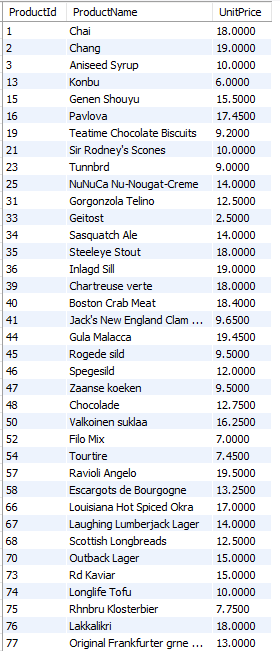 ProductId ProductName UnitPrice
1 Chai 18.0000
2 Chang 19.0000
3 Aniseed Syrup 10.0000
13 Konbu 6.0000
15 Genen Shouyu 15.5000
16 Pavlova 17.4500
19 Teatime Chocolate Biscuits 9.2000
21 Sir Rodney's Scones 10.0000
23 Tunnbrd 9.0000
25 NuNuCa Nu-Nougat-Creme 14.0000
31 Gorgonzola Telino 12.5000
33 Geitost 2.5000
34 Sasquatch Ale 14.0000
35 Steeleye Stout 18.0000
36 Inlagd Sill 19.0000
39 Chartreuse verte 18.0000
40 Boston Crab Meat 18.4000
41 Jack's New England Clam ... 9.6500
44 Gula Malacca 19.4500
45 Rogede sild 9.5000
46 Spegesild 12.0000
47 Zaanse koeken 9.5000
48 Chocolade 12.7500
50 Valkoinen suklaa 16.2500
52 Filo Mix 7.0000
54 Tourtire 7.4500
57 Ravioli Angelo 19.5000
58 Escargots de Bourgogne 13.2500
66 Louisiana Hot Spiced Okra 17.0000
67 Laughing Lumberjack Lager 14.0000
68 Scottish Longbreads 12.5000
70 Outback Lager 15.0000
73 Rd Kaviar 15.0000
74 Longlife Tofu 10.0000
75 Rhnbru Klosterbier 7.7500
76 Lakkalikri 18.0000
77 Original Frankfurter grne ... 13.0000